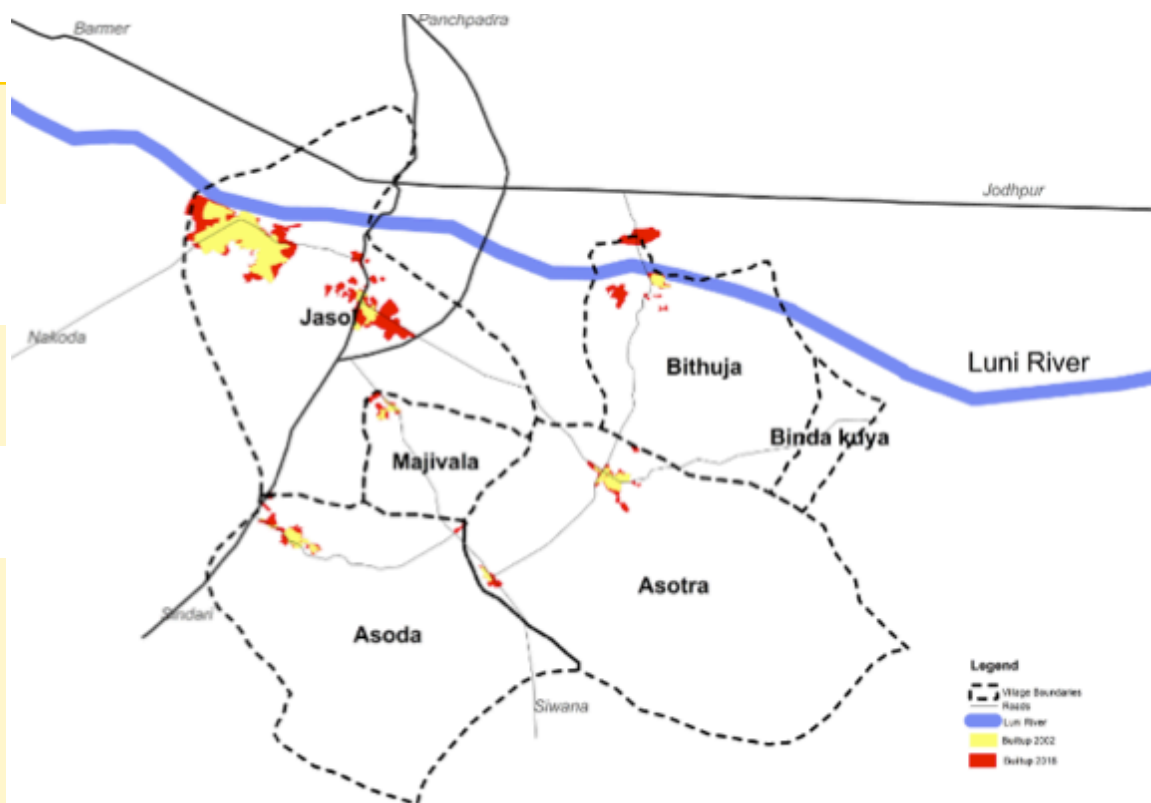 Panchpadra
Barmer
Jodhpur
Nakoda
Jasol
Bithuja
Luni River
Binda kuya
Majivala
Asotra
Asoda
Sindari
Siwana
Legend
Village Boundaries
Roads
Luni River
Builtup 2002
Builtup 2018